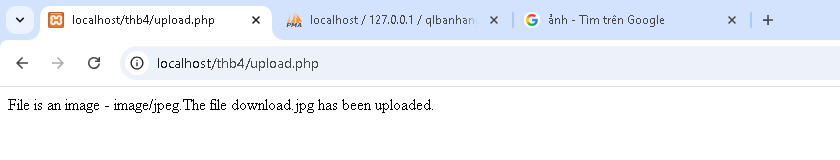 localhost/thb4/upload.php
localhost / 127.0.0.1 / qlbanhan
ảnh - Tìm trên Google
localhost/thb4/upload.php
File is an image - image/jpeg.The file download.jpg has been uploaded.